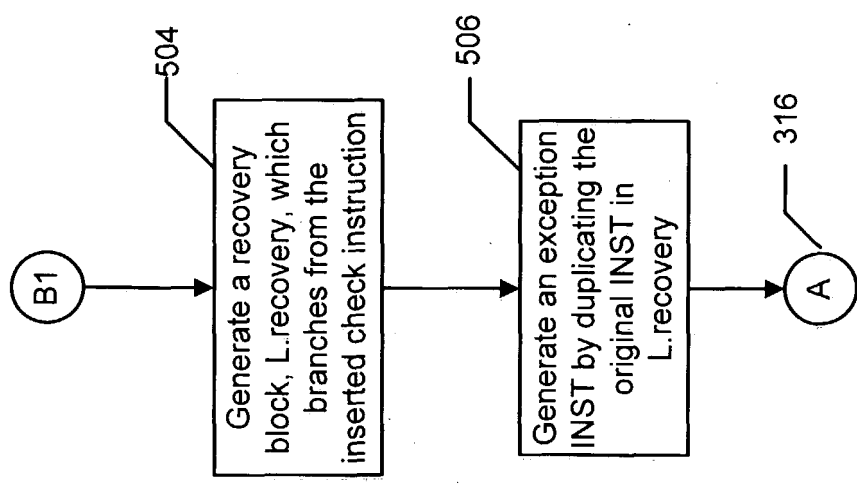 B1
504
Generate a recovery
block, L.recovery, which
branches from the
inserted check instruction
506
Generate an exception
INST by duplicating the
original INST in
L.recovery
316
A